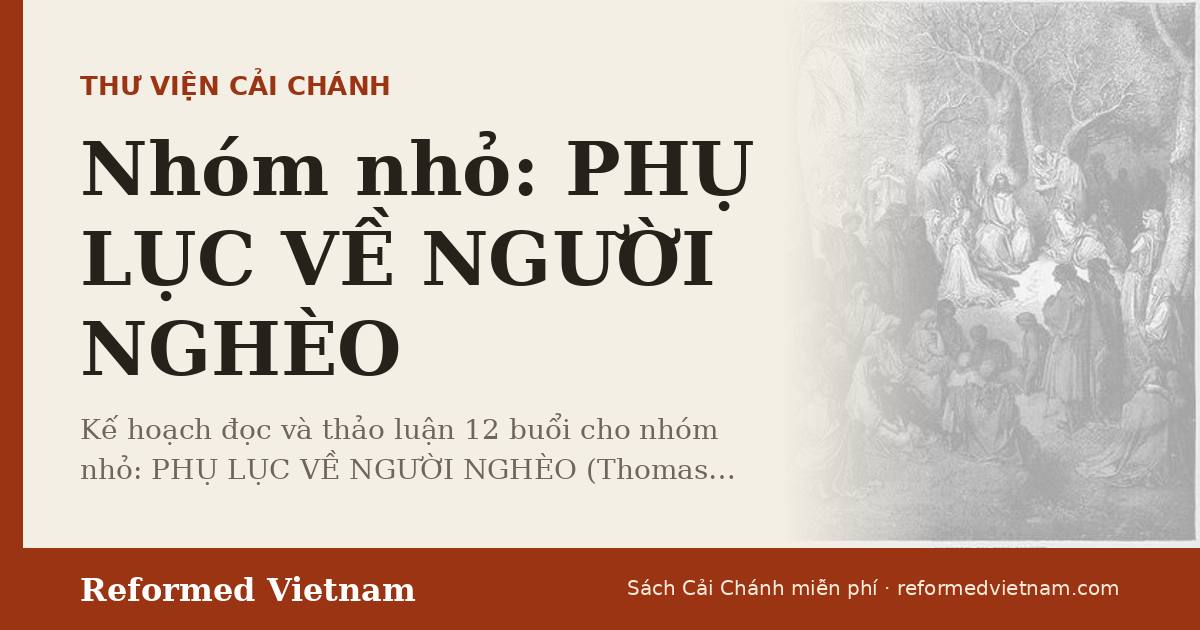 THƯ VIỆN CẢI CHÁNH
Nhóm nhỏ: PHỤ
LỤC VỀ NGƯỜI
NGHÈO
Kế hoạch đọc và thảo luận 12 buổi cho nhóm
nhỏ: PHỤ LỤC VỀ NGƯỜI NGHÈO (Thomas...
Reformed Vietnam
Sách Cải Chánh miễn phí · reformedvietnam.com